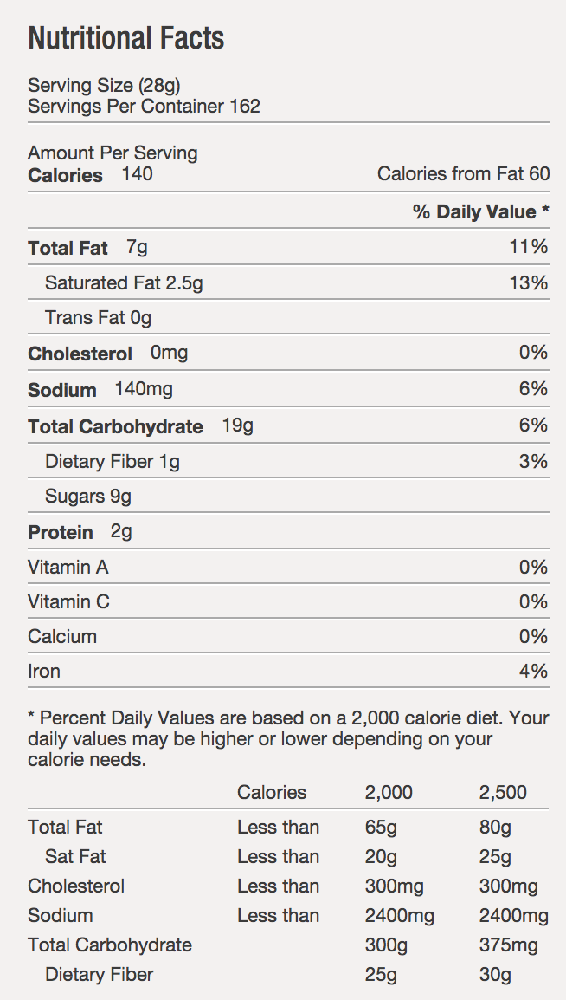 Nutritional Facts
Serving Size (28g)
Servings Per Container 162
Amount Per Serving
Calories 140 Calories from Fat 60
% Daily Value *
Total Fat 7g 11%
Saturated Fat 2.5g 13%
Trans Fat 0g
Cholesterol 0mg 0%
Sodium 140mg 6%
Total Carbohydrate 19g 6%
Dietary Fiber 1g 3%
Sugars 9g
Protein 2g
Vitamin A 0%
Vitamin C 0%
Calcium 0%
Iron 4%
* Percent Daily Values are based on a 2,000 calorie diet. Your
daily values may be higher or lower depending on your
calorie needs.
Calories 2,000 2,500
Total Fat Less than 65g 80g
Sat Fat Less than 20g 25g
Cholesterol Less than 300mg 300mg
Sodium Less than 2400mg 2400mg
Total Carbohydrate 300g 375mg
Dietary Fiber 25g 30g